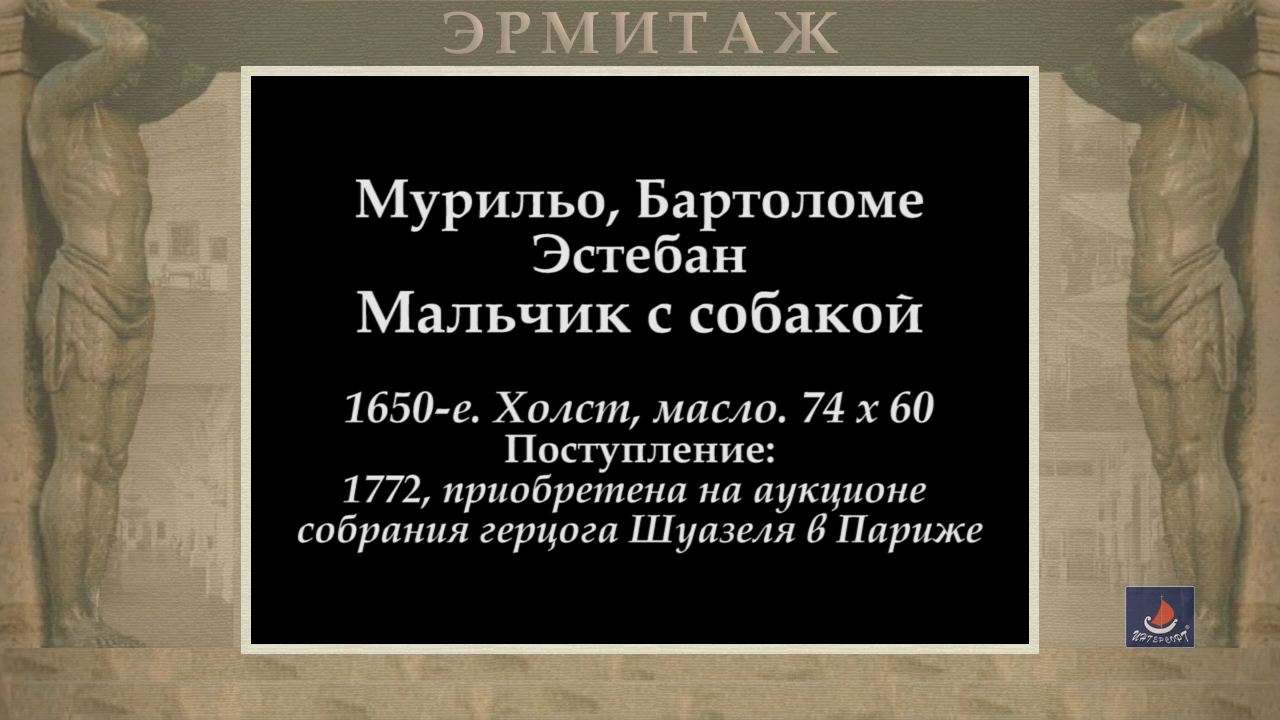 ЭРМИТАЖ
Мурильо, Бартоломе
Эстебан
Мальчик с собакой
1650-е. Холст, масло. 74 x 60
Поступление:
1772, приобретена на аукционе
собрания герцога Шуазеля в Париже
ИНТЕРСОФТ